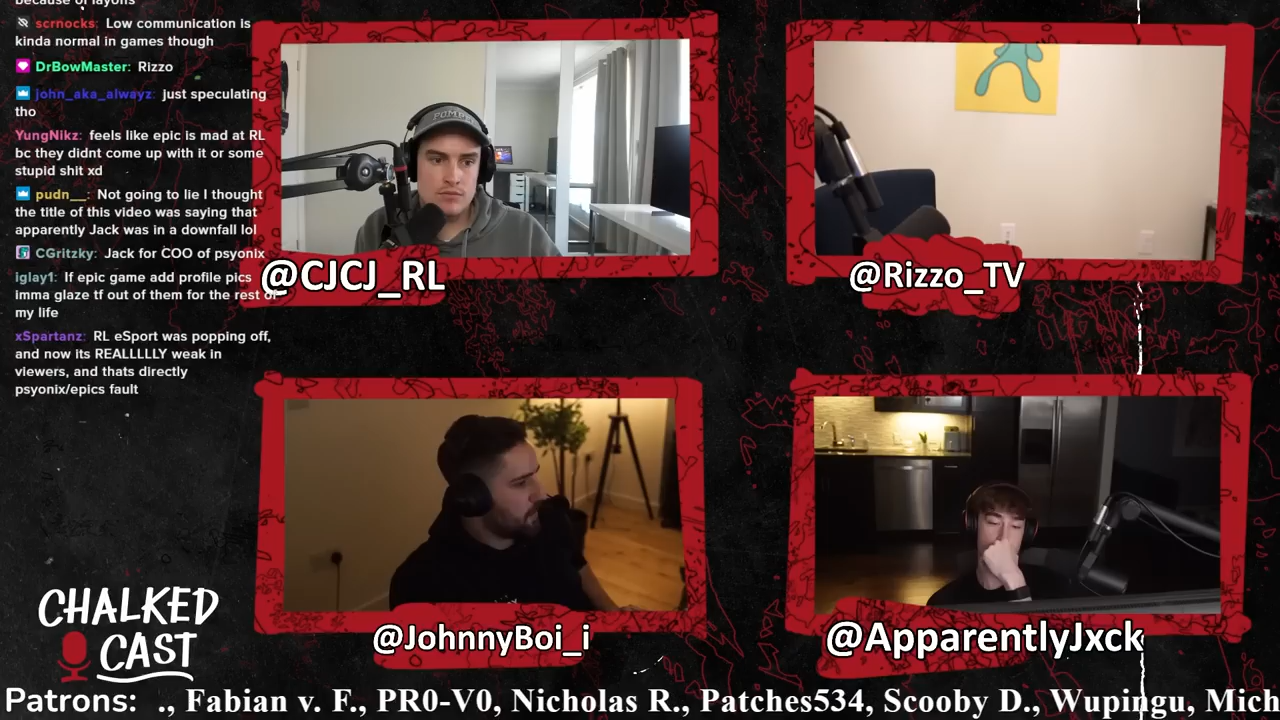 because of layoffs
scrnocks: Low communication is
kinda normal in games though
DrBowMaster: Rizzo
john_aka_alwayz: just speculating
tho
YungNikz: feels like epic is mad at RL
bc they didnt come up with it or some
stupid shit xd
pudn__: Not going to lie I thought
the title of this video was saying that
apparently Jack was in a downfall lol
CGritzky: Jack for COO of psyonix
iglay1: If epic game add profile pics
imma glaze tf out of them for the rest of
my life
xSpartanz: RL eSport was popping off,
and now its REALLLLLY weak in
viewers, and thats directly
psyonix/epics fault
@CJCJ_RL
@Rizzo_TV
@JohnnyBoi_i
@ApparentlyJxck
CHALKED
CAST
Patrons: ., Fabian v. F., PR0-V0, Nicholas R., Patches534, Scooby D., Wupingu, Mich